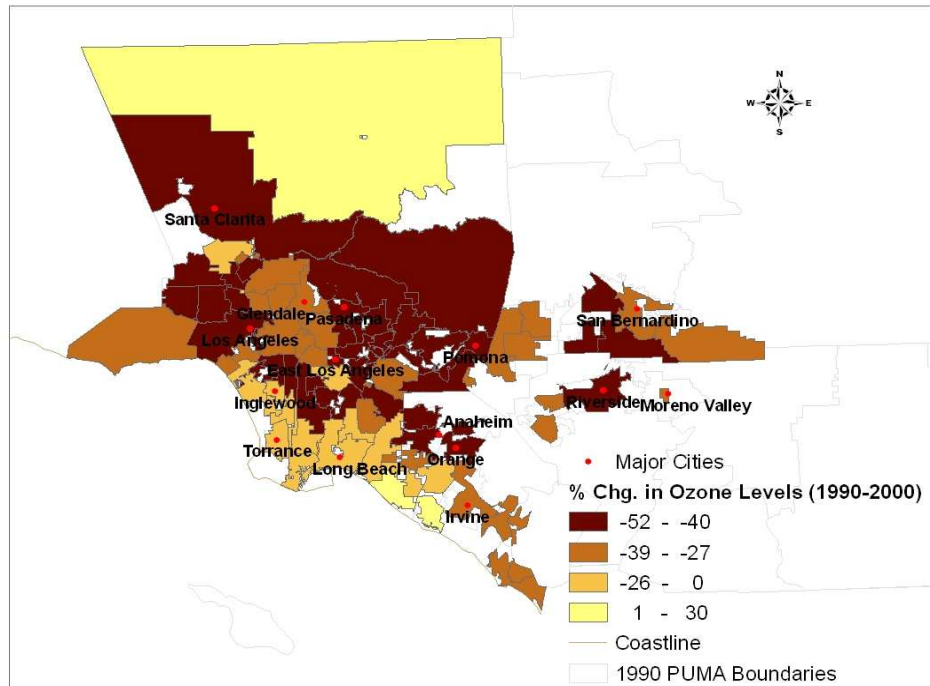 N
W E
S
Santa Clarita
Glendale
Pasadena
San Bernardino
Los Angeles
Pomona
East Los Angeles
Inglewood
Riverside
Moreno Valley
Anaheim
Torrance
Orange
Long Beach
Irvine
Major Cities
% Chg. in Ozone Levels (1990-2000)
-52 - -40
-39 - -27
-26 - 0
1 - 30
Coastline
1990 PUMA Boundaries